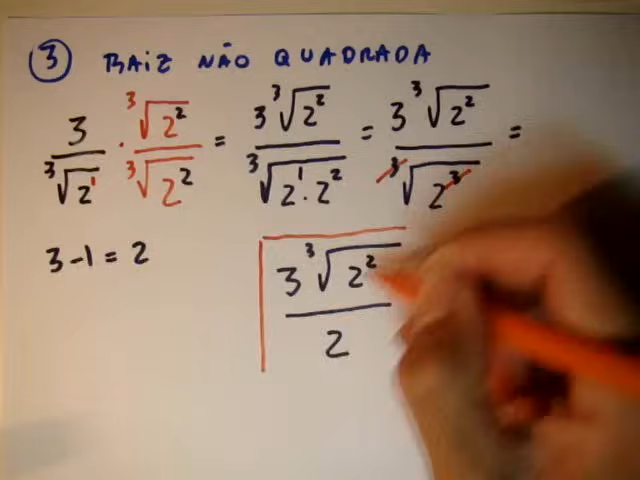 3 RAIZ NÃO QUADRADA
3/∛2¹ · ∛2²/∛2² = 3∛2²/∛2¹·2² = 3∛2²/∛2³ =
3-1=2
3∛2²/2